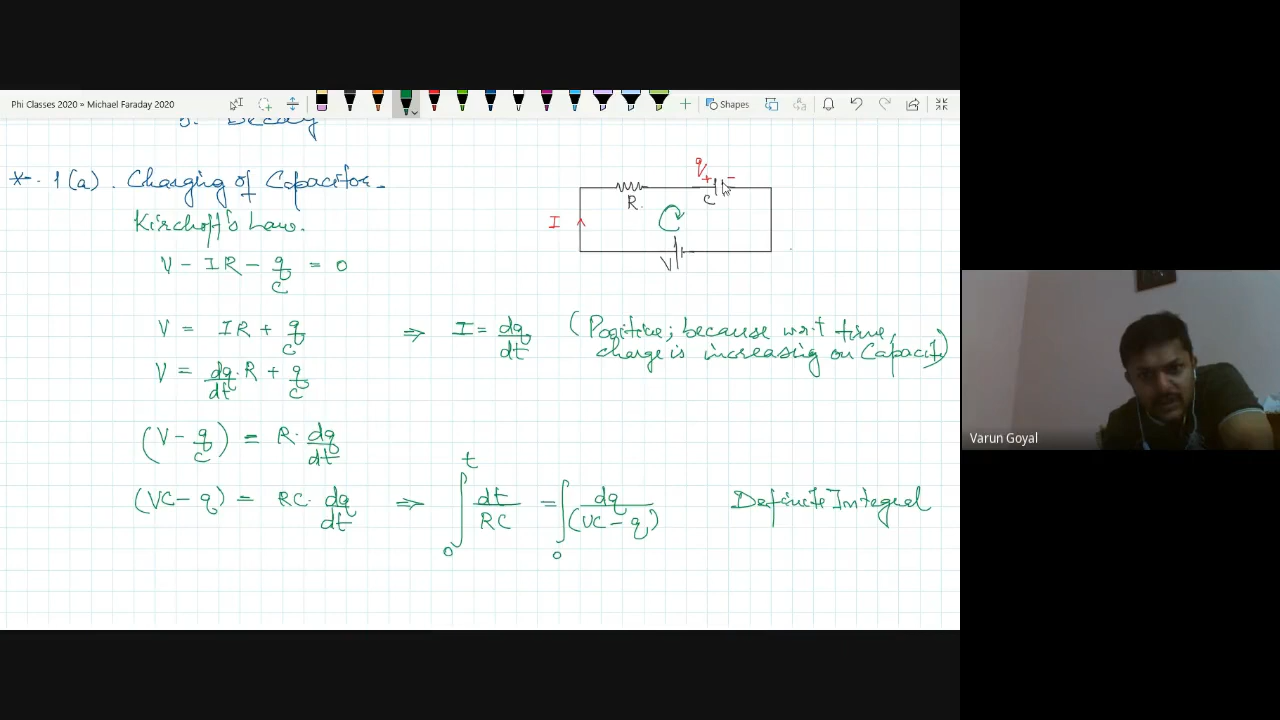 Phi Classes 2020 » Michael Faraday 2020
Shapes
3. Decay
*. 1(a). Charging of Capacitor.
Kirchoff's Law.
V - IR - q/C = 0
V = IR + q/C ⇒ I = dq/dt (Positive; because w.r.t time,
charge is increasing on Capacitor)
V = dq/dt . R + q/C
(V - q/C) = R . dq/dt
(VC - q) = RC . dq/dt ⇒ ∫₀ᵗ dt/RC = ∫₀ dq/(VC - q) Definite Integral
q
+ -
R.
C
I
V
Varun Goyal